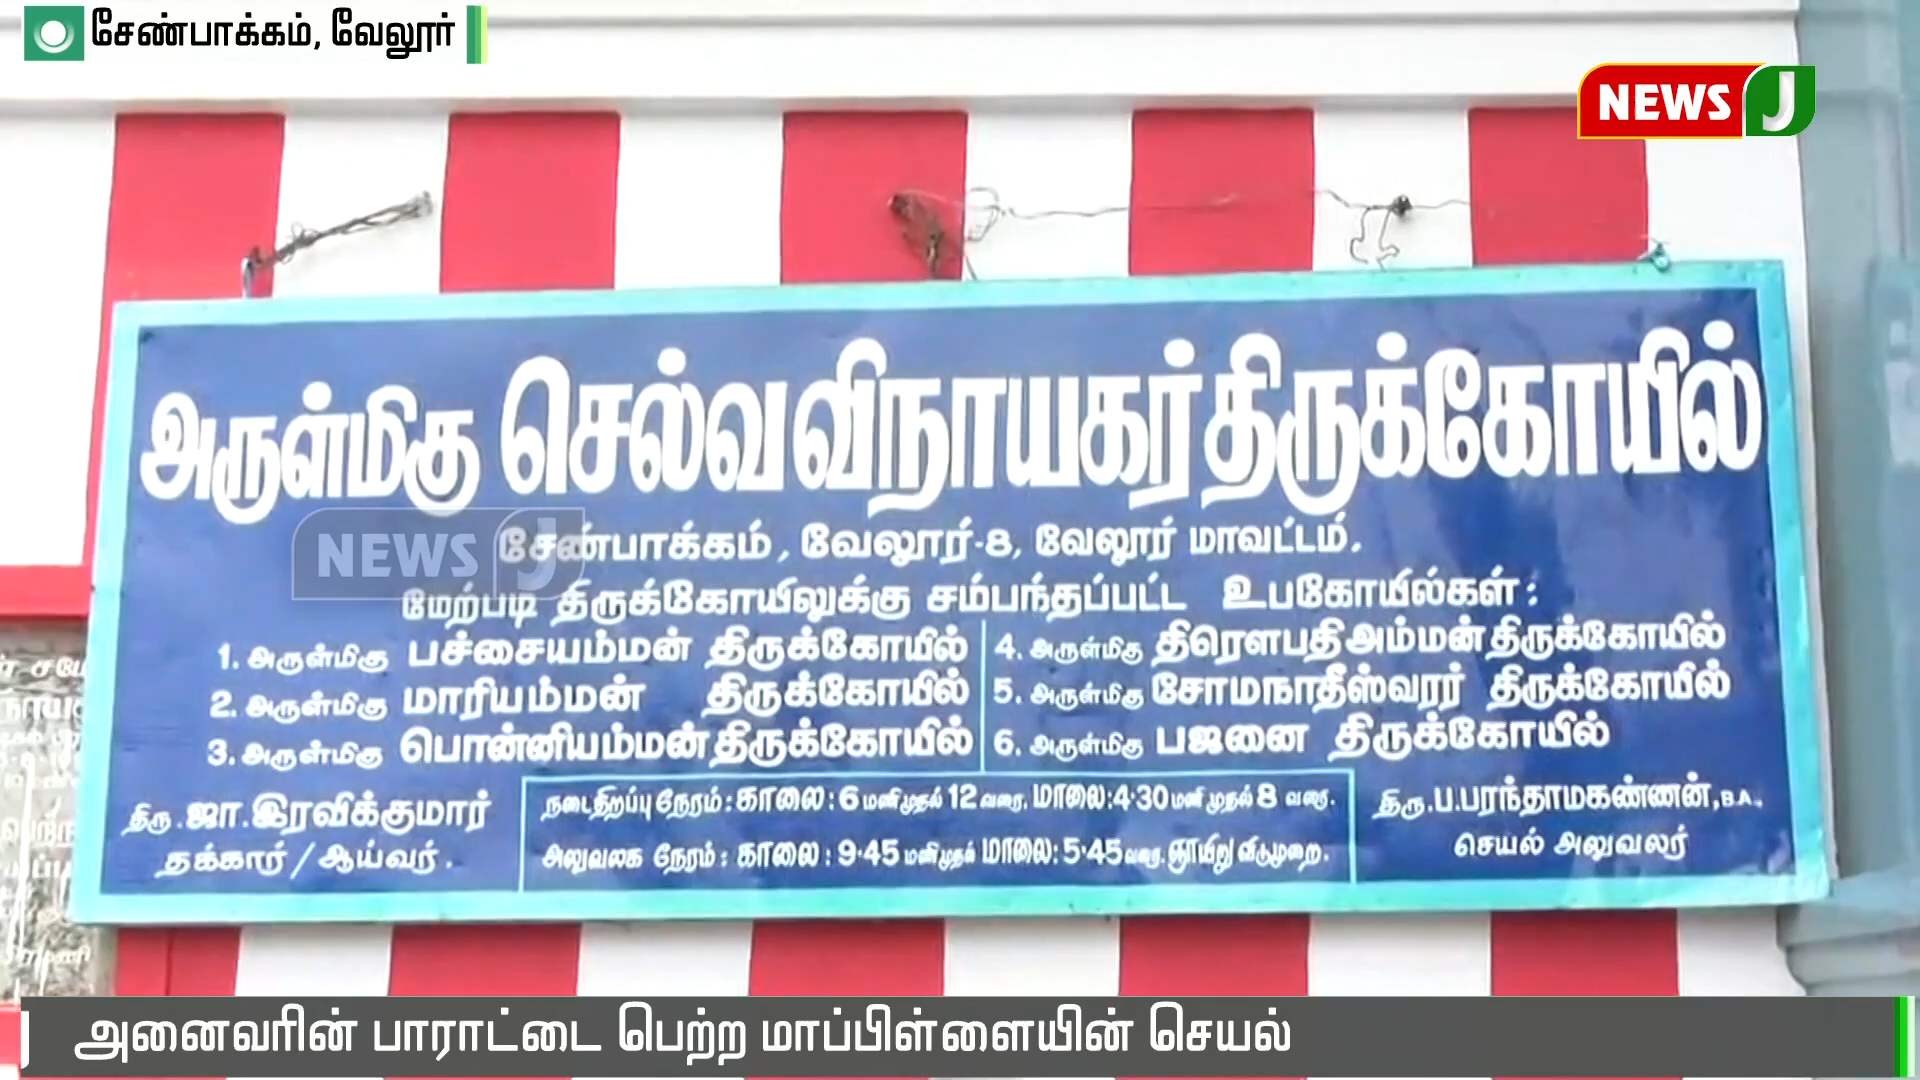 சேண்பாக்கம், வேலூர்
NEWS J
அருள்மிகு செல்வவிநாயகர் திருக்கோயில்
NEWS J
சேண்பாக்கம், வேலூர்-8, வேலூர் மாவட்டம்.
மேற்படி திருக்கோயிலுக்கு சம்பந்தப்பட்ட உபகோயில்கள் :
1. அருள்மிகு பச்சையம்மன் திருக்கோயில்
2. அருள்மிகு மாரியம்மன் திருக்கோயில்
3. அருள்மிகு பொன்னியம்மன் திருக்கோயில்
4. அருள்மிகு திரௌபதி அம்மன் திருக்கோயில்
5. அருள்மிகு சோமநாதீஸ்வரர் திருக்கோயில்
6. அருள்மிகு பஜனை திருக்கோயில்
திரு. ஜா. இரவிக்குமார்
தக்கார் / ஆய்வர்.
நடைதிறப்பு நேரம் : காலை : 6 மணிமுதல் 12 வரை, மாலை : 4·30 மணிமுதல் 8 வரை.
அலுவலக நேரம் : காலை : 9·45 மணிமுதல் மாலை : 5·45 வரை. ஞாயிறு விடுமுறை.
திரு. ப. பரந்தாமகண்ணன், B.A.,
செயல் அலுவலர்
அனைவரின் பாராட்டை பெற்ற மாப்பிள்ளையின் செயல்